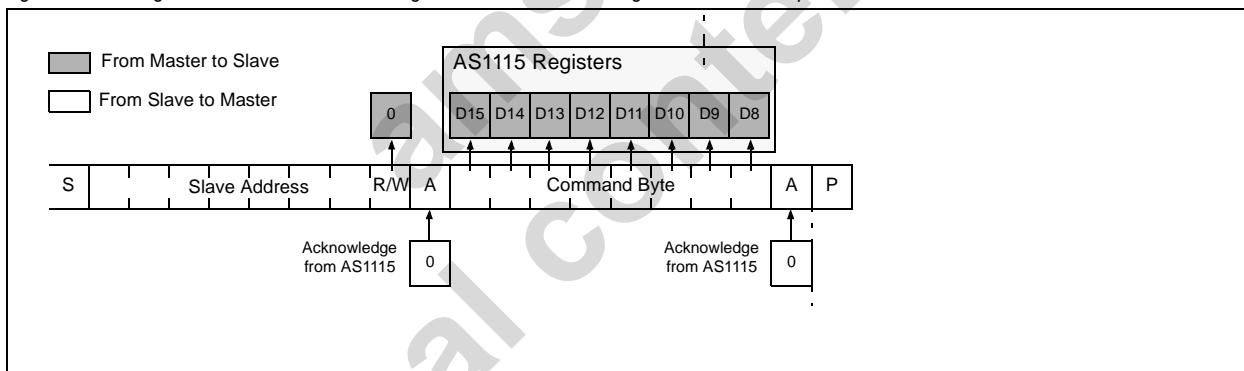 From Master to Slave
From Slave to Master
AS1115 Registers
0 D15 D14 D13 D12 D11 D10 D9 D8
S Slave Address R/W A Command Byte A P
Acknowledge from AS1115 0
Acknowledge from AS1115 0